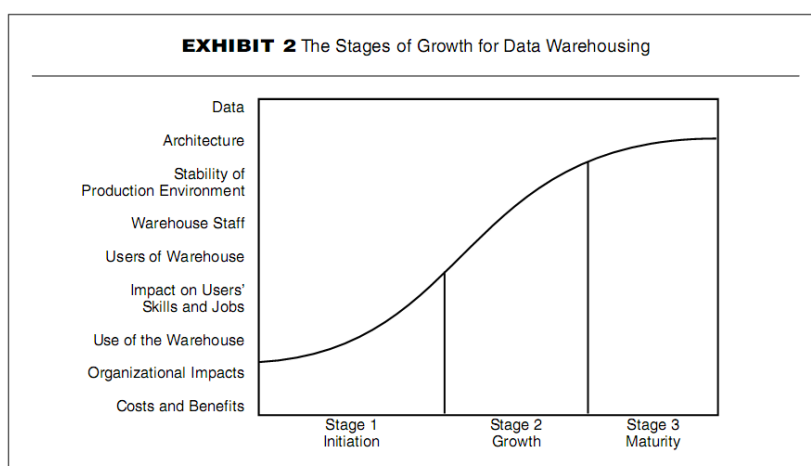 EXHIBIT 2 The Stages of Growth for Data Warehousing
Data
Architecture
Stability of
Production Environment
Warehouse Staff
Users of Warehouse
Impact on Users'
Skills and Jobs
Use of the Warehouse
Organizational Impacts
Costs and Benefits
Stage 1
Initiation
Stage 2
Growth
Stage 3
Maturity